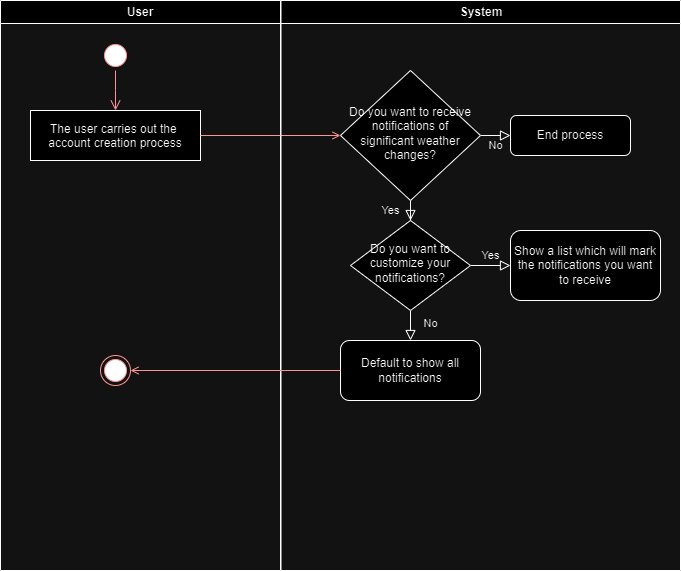 User
System
The user carries out the
account creation process
Do you want to receive
notifications of
significant weather
changes?
No
End process
Yes
Do you want to
customize your
notifications?
Yes
Show a list which will mark
the notifications you want
to receive
No
Default to show all
notifications